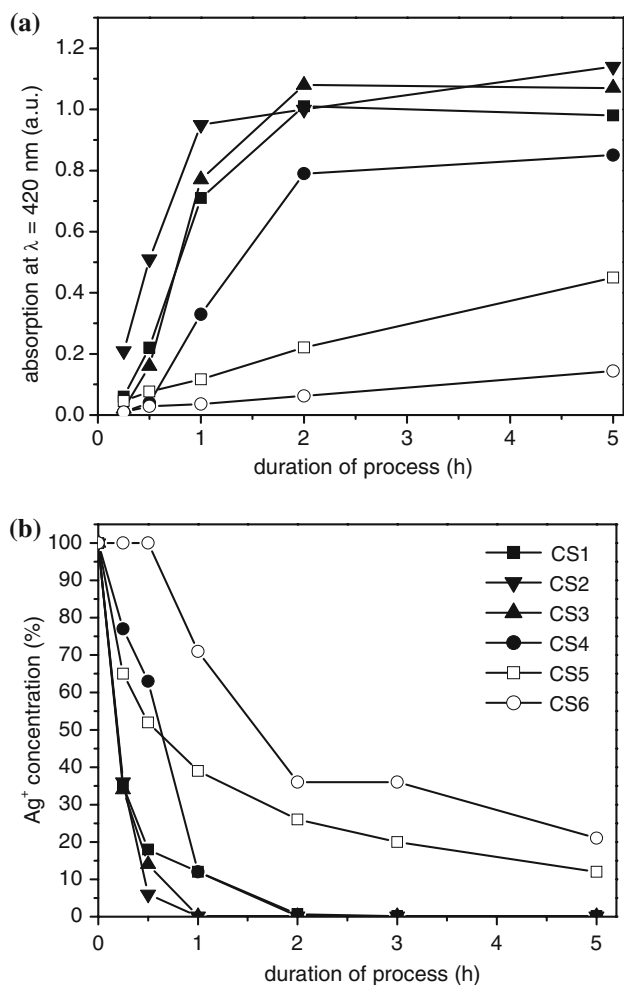 (a)
1.2
1.0
0.8
0.6
0.4
0.2
0.0
absorption at λ = 420 nm (a.u.)
0 1 2 3 4 5
duration of process (h)
(b)
100
90
80
70
60
50
40
30
20
10
0
Ag⁺ concentration (%)
CS1
CS2
CS3
CS4
CS5
CS6
0 1 2 3 4 5
duration of process (h)